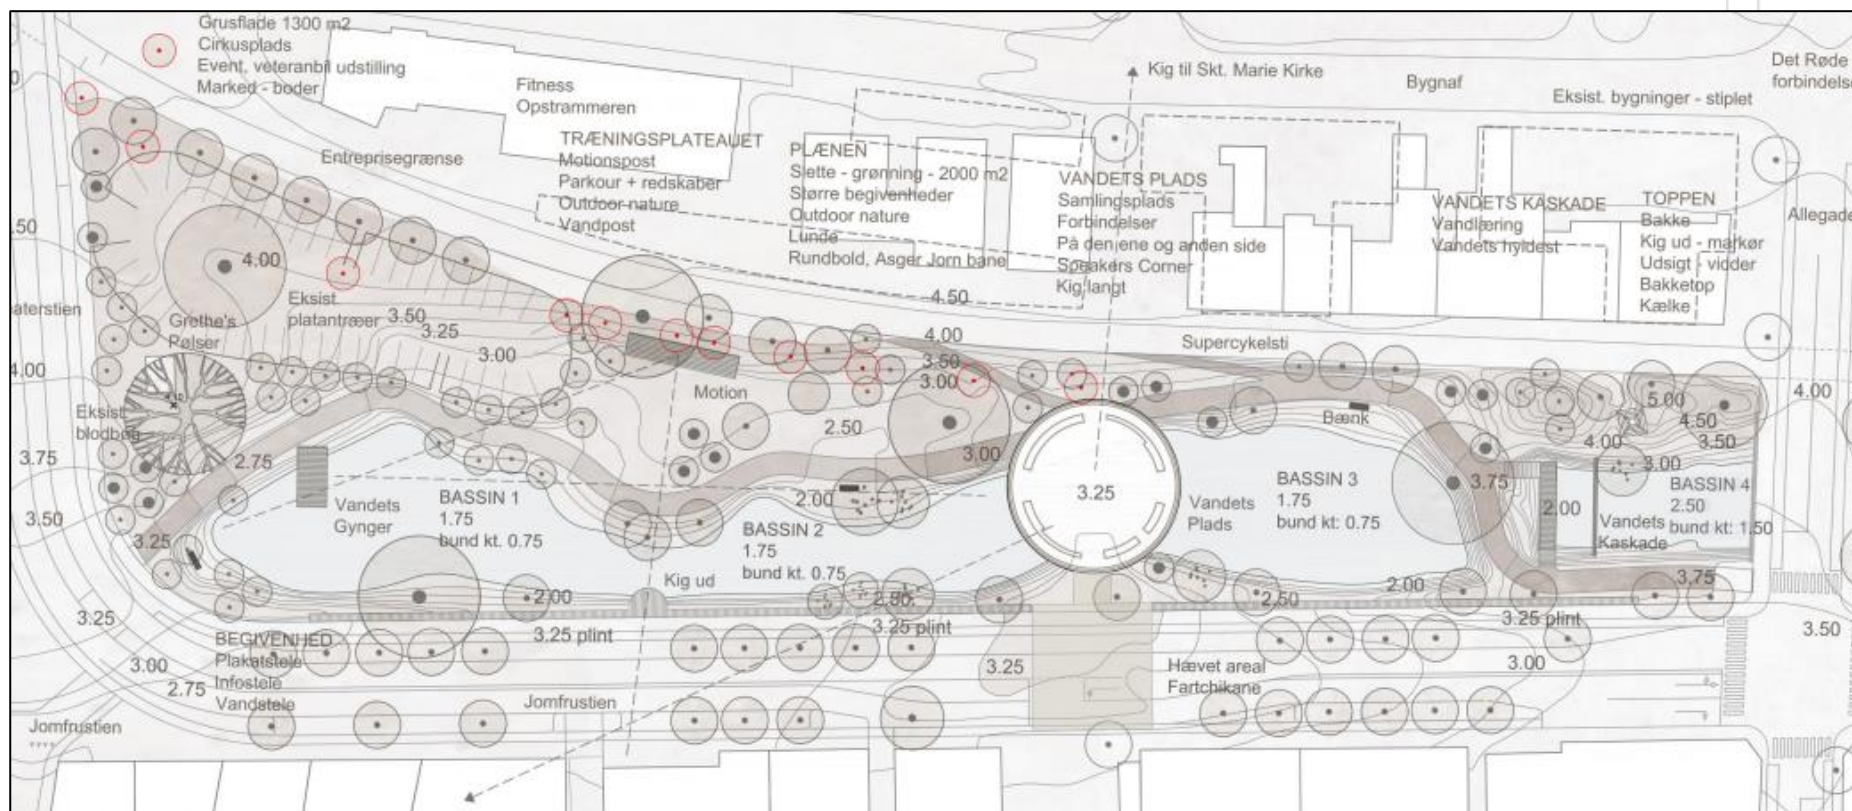 Grusflade 1300 m2
Cirkusplads
Event. veteranbil udstilling
Marked - boder
Fitness
Opstrammeren
Kig til Skt. Marie Kirke
Bygnaf
Eksist. bygninger - stiplet
Det Røde
forbindelse
Entreprisegrænse
TRÆNINGSPLATEAUET
Motionspost
Parkour + redskaber
Outdoor nature
Vandpost
PLÆNEN
Slette - grønning - 2000 m2
Større begivenheder
Outdoor nature
Lunde
Rundbold, Asger Jorn bane
VANDETS PLADS
Samlingsplads
Forbindelser
På den ene og anden side
Speakers Corner
Kig langt
VANDETS KASKADE
Vandlæring
Vandets hyldest
TOPPEN
Bakke
Kig ud - markør
Udsigt - vidder
Bakketop
Kælke
Allegade
.50
4.00
aterstien
Grethe's
Pølser
Eksist.
platantræer
3.50
3.25
3.00
4.50
4.00
3.50
3.00
Supercykelsti
4.00
4.00
Eksist.
blodbøg
Motion
2.50
Bænk
5.00
4.50
4.00
3.50
3.75
2.75
3.00
3.00
Vandets
Gynger
BASSIN 1
1.75
bund kt. 0.75
2.00
BASSIN 2
1.75
bund kt. 0.75
3.25
Vandets
Plads
BASSIN 3
1.75
bund kt: 0.75
3.75
2.00
Vandets
Kaskade
BASSIN 4
2.50
bund kt: 1.50
3.50
3.25
Kig ud
2.00
2.50
2.50
2.00
3.75
3.25
3.25 plint
3.25 plint
3.25 plint
3.50
BEGIVENHED
Plakatstele
Infostele
Vandstele
3.00
2.75
3.25
Hævet areal
Fartchikane
3.00
Jomfrustien
Jomfrustien